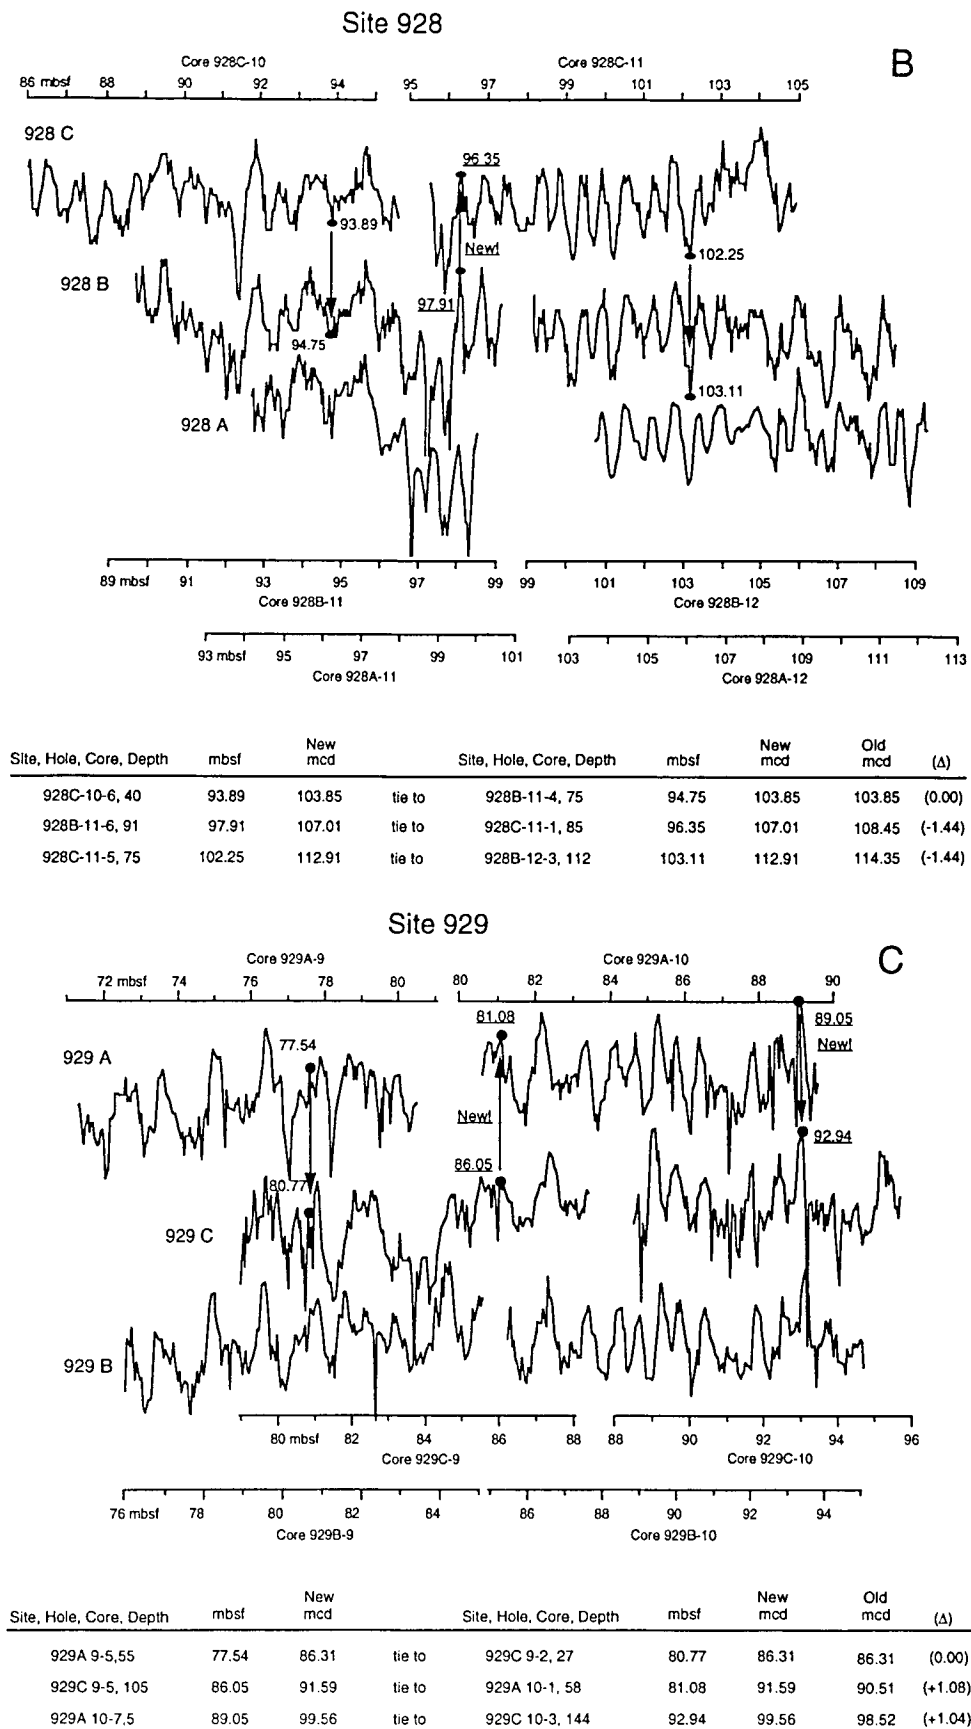 Site 928
B
Core 928C-10 Core 928C-11
86 mbsf 88 90 91 92 94 95 97 99 101 103 105
928 C
96.35
93.89
New!
102.25
928 B
97.91
94.75
103.11
928 A
89 mbsf 91 93 95 97 99 99 101 103 105 107 109
Core 928B-11 Core 928B-12
93 mbsf 95 97 99 101 103 105 107 109 111 113
Core 928A-11 Core 928A-12
Site, Hole, Core, Depth mbsf New mcd Site, Hole, Core, Depth mbsf New mcd Old mcd (Δ)
928C-10-6, 40 93.89 103.85 tie to 928B-11-4, 75 94.75 103.85 103.85 (0.00)
928B-11-6, 91 97.91 107.01 tie to 928C-11-1, 85 96.35 107.01 108.45 (-1.44)
928C-11-5, 75 102.25 112.91 tie to 928B-12-3, 112 103.11 112.91 114.35 (-1.44)
Site 929
C
Core 929A-9 Core 929A-10
72 mbsf 74 76 78 80 80 82 84 86 88 90
81.08
89.05
77.54
New!
929 A
New!
92.94
86.05
80.77
929 C
929 B
80 mbsf 82 84 86 88 88 90 92 94 96
Core 929C-9 Core 929C-10
76 mbsf 78 80 82 84 86 88 90 92 94
Core 929B-9 Core 929B-10
Site, Hole, Core, Depth mbsf New mcd Site, Hole, Core, Depth mbsf New mcd Old mcd (Δ)
929A 9-5,55 77.54 86.31 tie to 929C 9-2, 27 80.77 86.31 86.31 (0.00)
929C 9-5, 105 86.05 91.59 tie to 929A 10-1, 58 81.08 91.59 90.51 (+1.08)
929A 10-7,5 89.05 99.56 tie to 929C 10-3, 144 92.94 99.56 98.52 (+1.04)